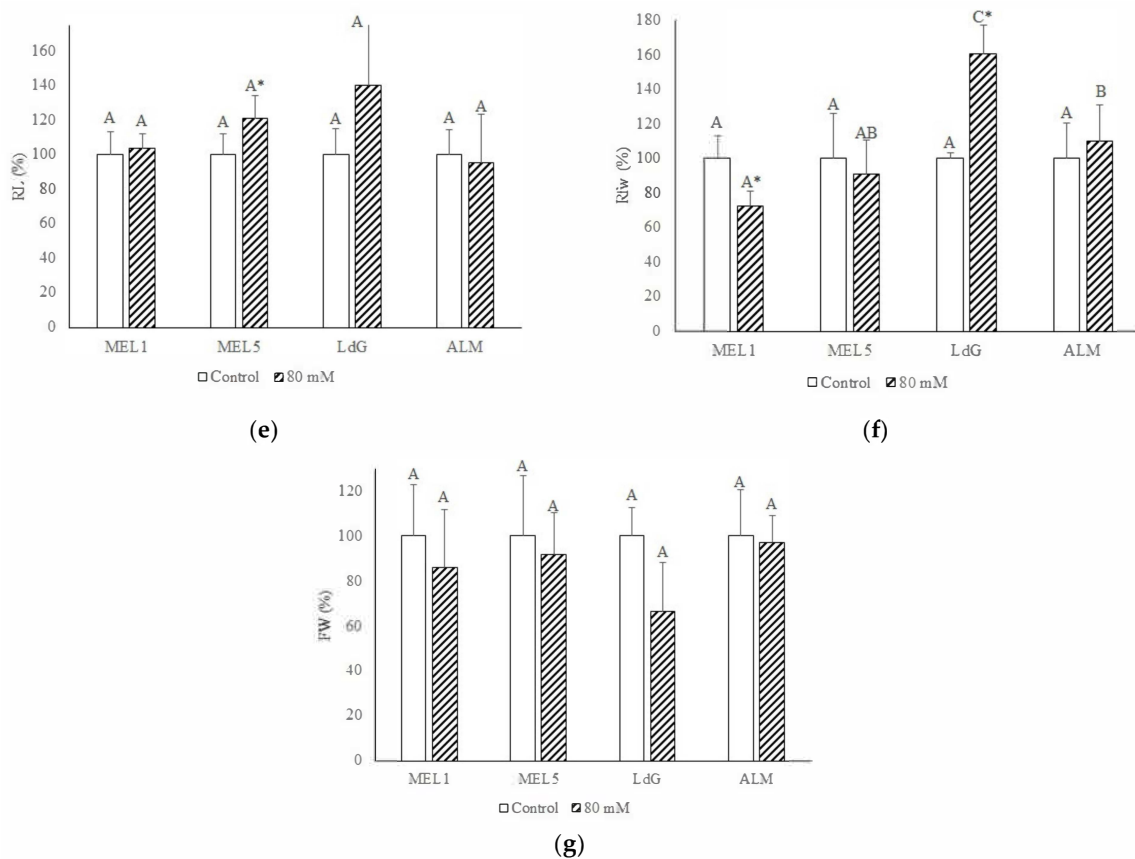 A A A A* A A A A
RL (%)
160
140
120
100
80
60
40
20
0
MEL1 MEL5 LdG ALM
Control 80 mM
(e)
A A* A AB A C* A B
Rfw (%)
180
160
140
120
100
80
60
40
20
0
MEL1 MEL5 LdG ALM
Control 80 mM
(f)
A A A A A A A A
FW (%)
120
100
80
60
40
20
0
MEL1 MEL5 LdG ALM
Control 80 mM
(g)